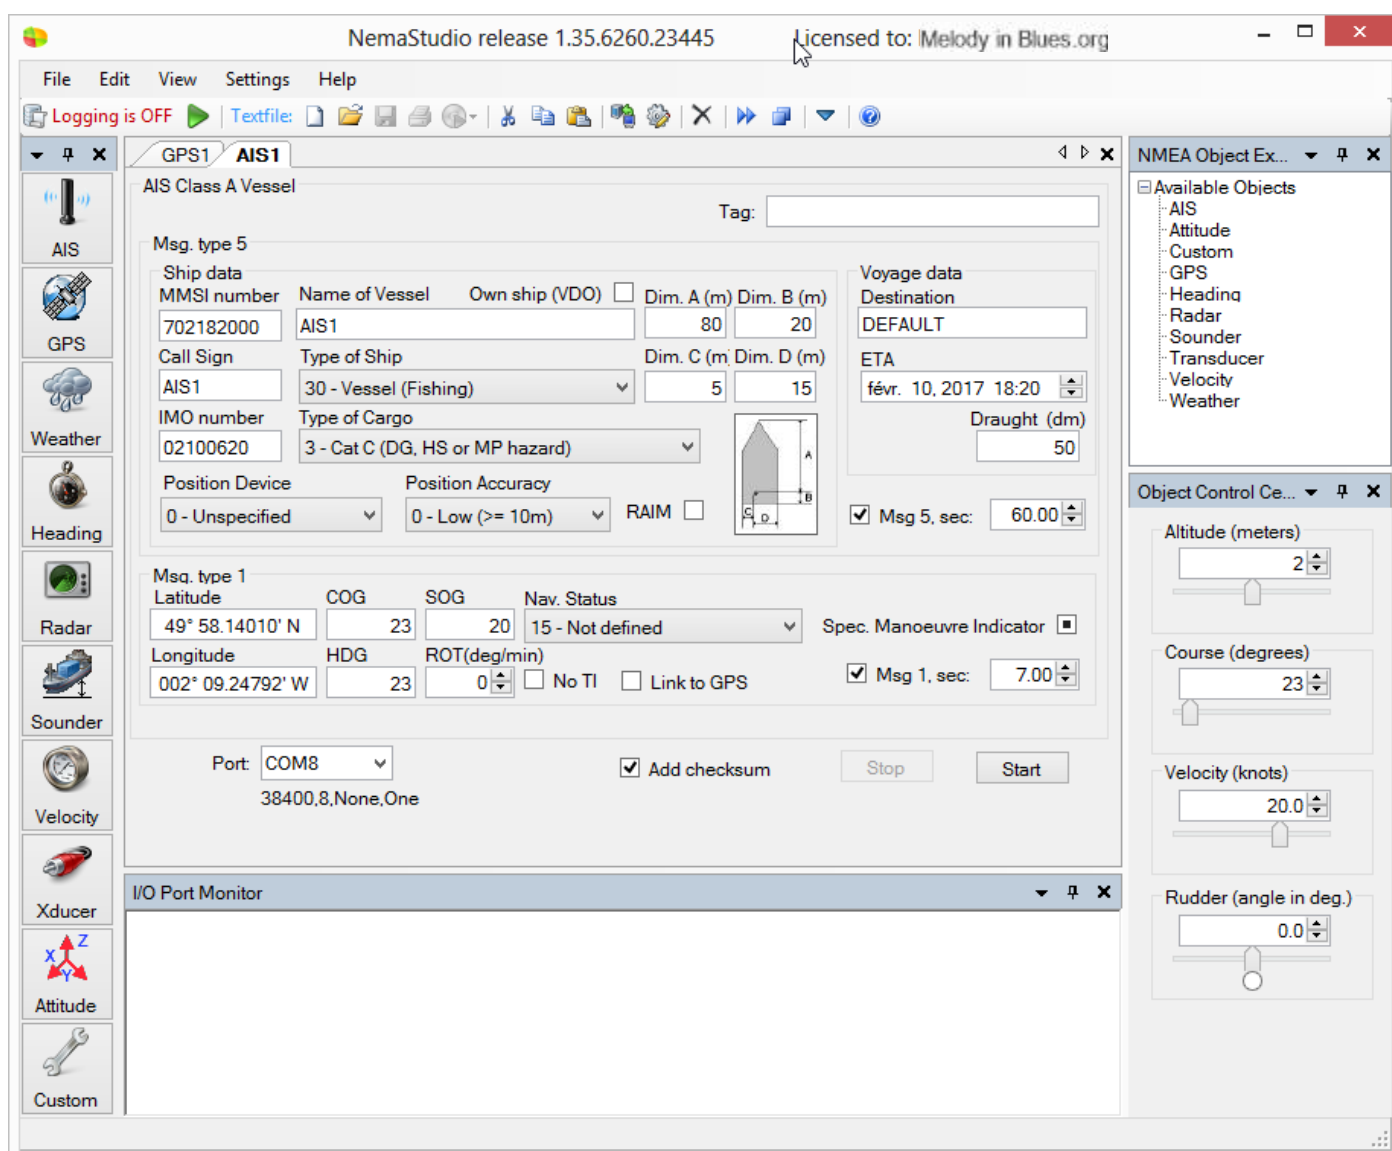 NemaStudio release 1.35.6260.23445 Licensed to: Melody in Blues.org
File Edit View Settings Help
Logging is OFF Textfile:
GPS1 AIS1
NMEA Object Ex...
AIS
GPS
Weather
Heading
Radar
Sounder
Velocity
Xducer
Attitude
Custom
AIS Class A Vessel
Tag:
Msg. type 5
Ship data
MMSI number Name of Vessel Own ship (VDO) Dim. A (m) Dim. B (m)
702182000 AIS1 80 20
Call Sign Type of Ship Dim. C (m Dim. D (m)
AIS1 30 - Vessel (Fishing) 5 15
IMO number Type of Cargo
02100620 3 - Cat C (DG, HS or MP hazard)
Position Device Position Accuracy
0 - Unspecified 0 - Low (>= 10m) RAIM
A
B
C
D
Voyage data
Destination
DEFAULT
ETA
févr. 10, 2017 18:20
Draught (dm)
50
Msg 5, sec: 60.00
Msg. type 1
Latitude COG SOG Nav. Status
49° 58.14010' N 23 20 15 - Not defined Spec. Manoeuvre Indicator
Longitude HDG ROT(deg/min)
002° 09.24792' W 23 0 No TI Link to GPS Msg 1, sec: 7.00
Port: COM8 Add checksum Stop Start
38400,8,None,One
I/O Port Monitor
Available Objects
AIS
Attitude
Custom
GPS
Heading
Radar
Sounder
Transducer
Velocity
Weather
Object Control Ce...
Altitude (meters)
2
Course (degrees)
23
Velocity (knots)
20.0
Rudder (angle in deg.)
0.0
X
Y
Z